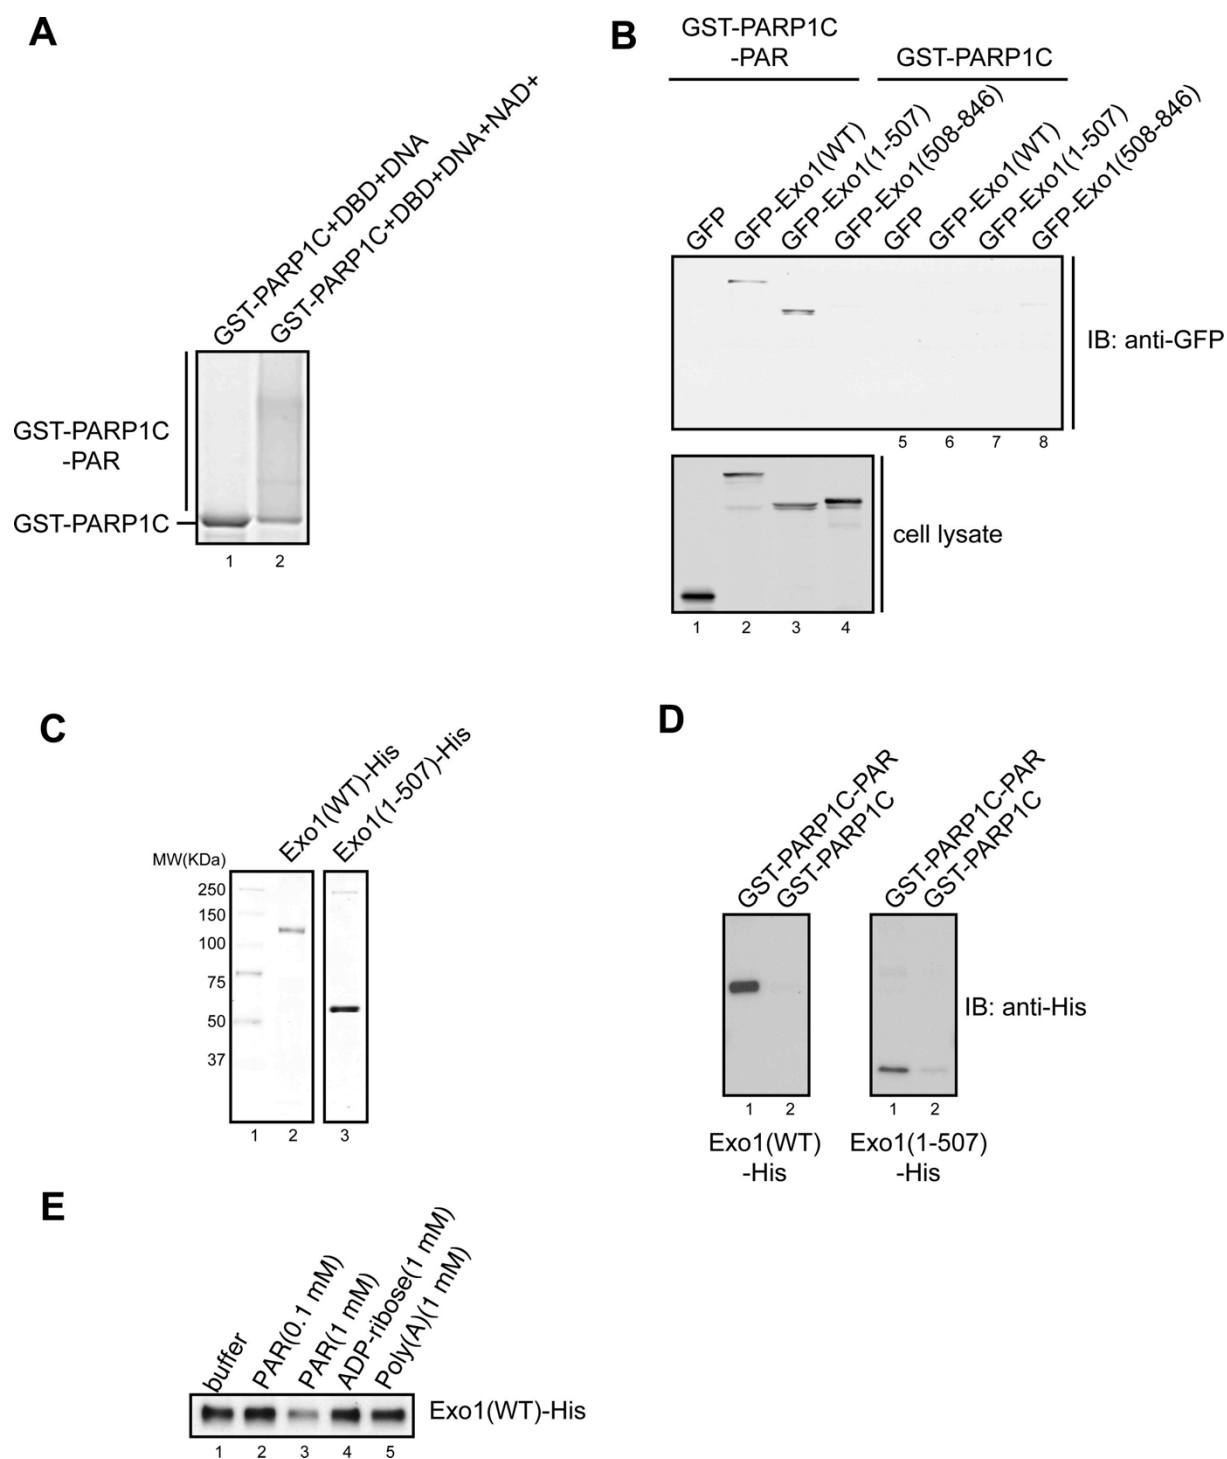 A
GST-PARP1C+DBD+DNA
GST-PARP1C+DBD+DNA+NAD+
GST-PARP1C
-PAR
GST-PARP1C
1 2
B
GST-PARP1C
-PAR
GST-PARP1C
GFP
GFP-Exo1(WT)
GFP-Exo1(1-507)
GFP-Exo1(508-846)
GFP
GFP-Exo1(WT)
GFP-Exo1(1-507)
GFP-Exo1(508-846)
IB: anti-GFP
5 6 7 8
cell lysate
1 2 3 4
C
Exo1(WT)-His
Exo1(1-507)-His
MW(KDa)
250
150
100
75
50
37
1 2 3
D
GST-PARP1C-PAR
GST-PARP1C
GST-PARP1C-PAR
GST-PARP1C
IB: anti-His
1 2 1 2
Exo1(WT)
-His
Exo1(1-507)
-His
E
buffer
PAR(0.1 mM)
PAR(1 mM)
ADP-ribose(1 mM)
Poly(A)(1 mM)
Exo1(WT)-His
1 2 3 4 5